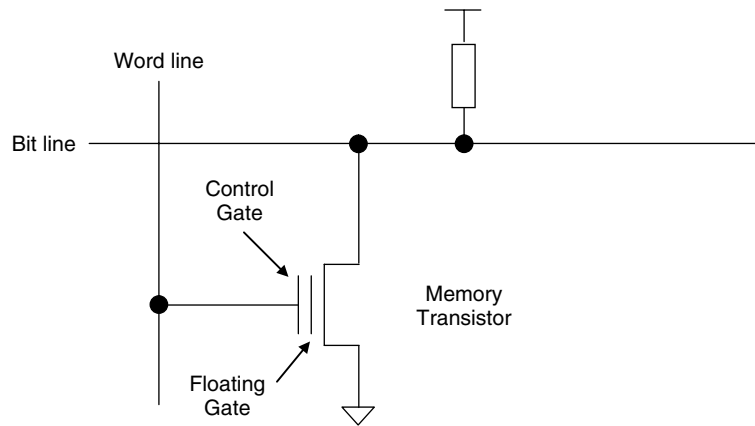 Word line
Bit line
Control
Gate
Memory
Transistor
Floating
Gate